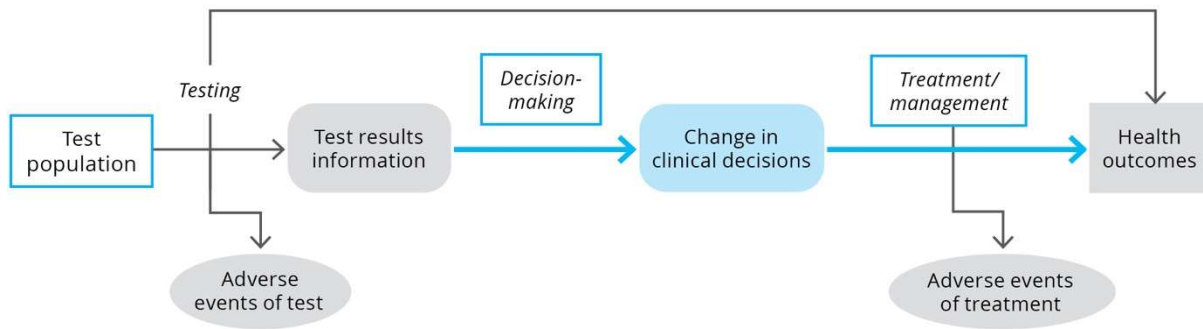 Testing
Decision-
making
Treatment/
management
Test
population
Test results
information
Change in
clinical decisions
Health
outcomes
Adverse
events of test
Adverse events
of treatment